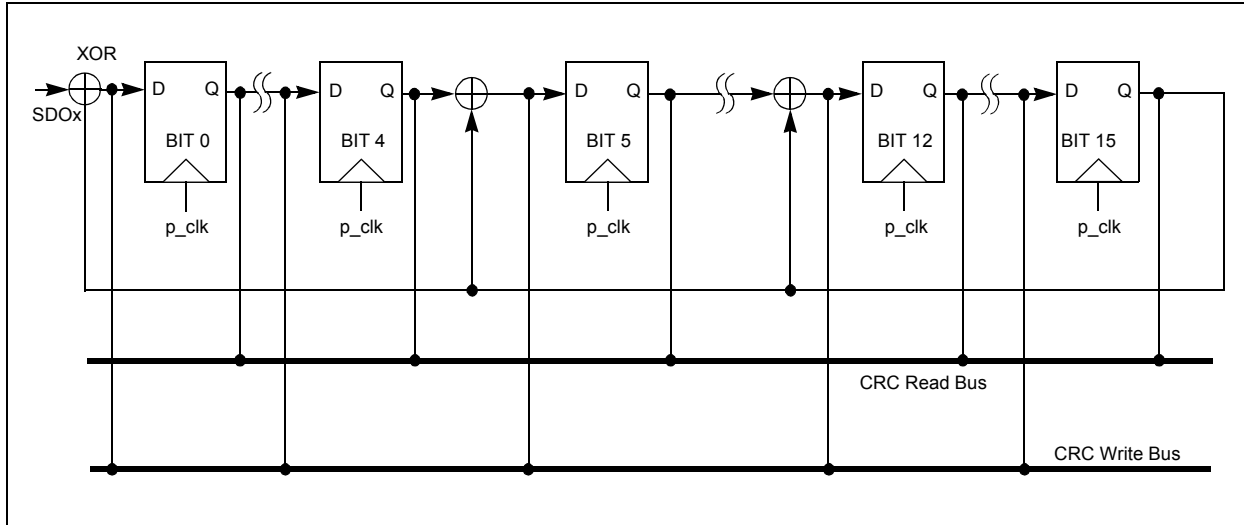 XOR
SDOx
D Q
BIT 0
p_clk
D Q
BIT 4
p_clk
D Q
BIT 5
p_clk
D Q
BIT 12
p_clk
D Q
BIT 15
p_clk
CRC Read Bus
CRC Write Bus